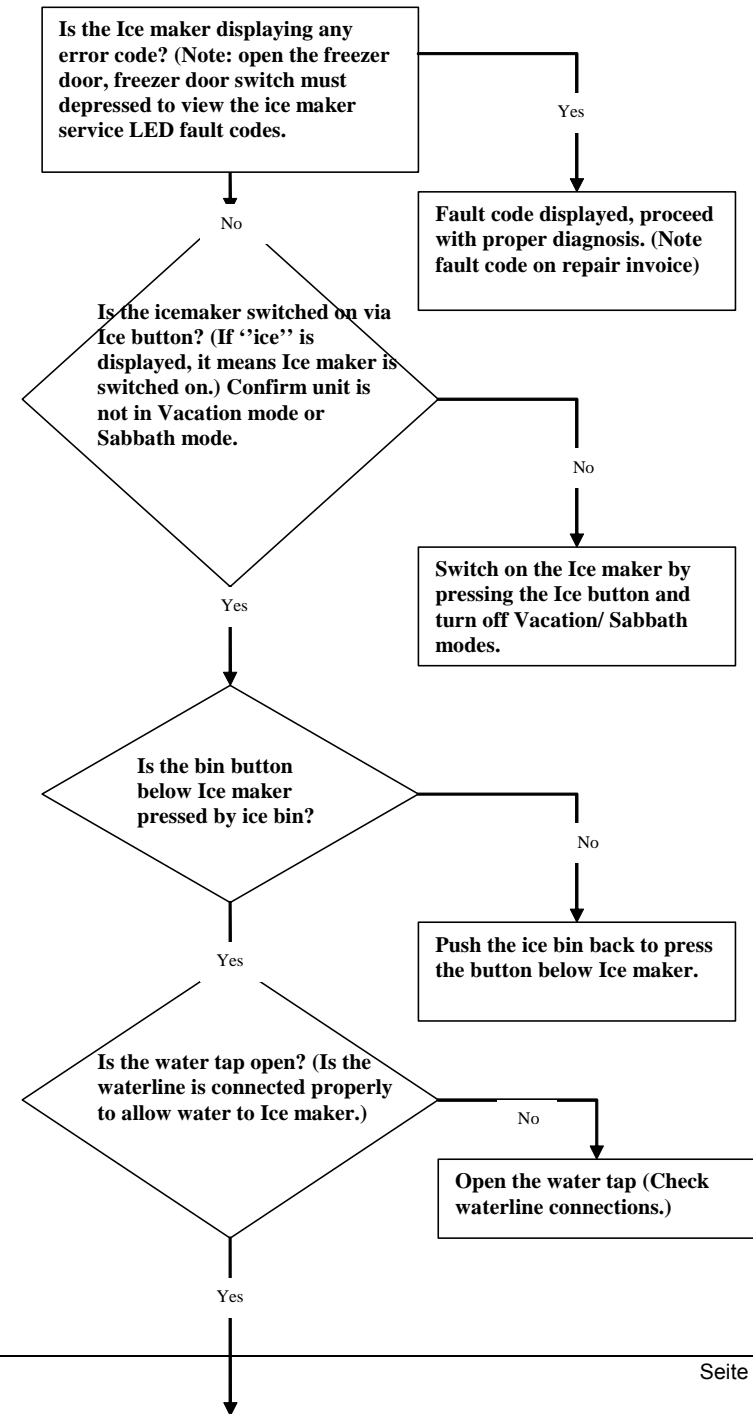 Is the Ice maker displaying any
error code? (Note: open the freezer
door, freezer door switch must
depressed to view the ice maker
service LED fault codes.
Yes
No
Fault code displayed, proceed
with proper diagnosis. (Note
fault code on repair invoice)
Is the icemaker switched on via
Ice button? (If ‘’ice’’ is
displayed, it means Ice maker is
switched on.) Confirm unit is
not in Vacation mode or
Sabbath mode.
No
Switch on the Ice maker by
pressing the Ice button and
turn off Vacation/ Sabbath
modes.
Yes
Is the bin button
below Ice maker
pressed by ice bin?
No
Push the ice bin back to press
the button below Ice maker.
Yes
Is the water tap open? (Is the
waterline is connected properly
to allow water to Ice maker.)
No
Open the water tap (Check
waterline connections.)
Yes
Seite